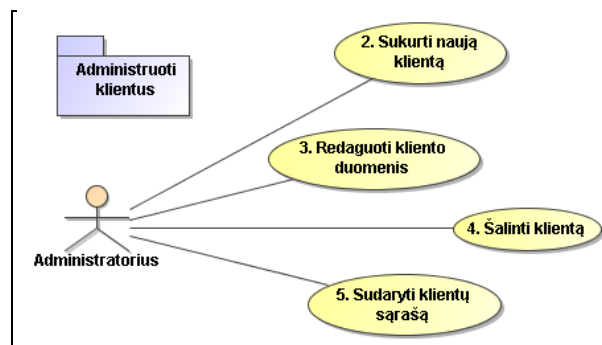 2. Sukurti naują
klientą
Administruoti
klientus
3. Redaguoti kliento
duomenis
4. Šalinti klientą
Administratorius
5. Sudaryti klientų
sąrašą